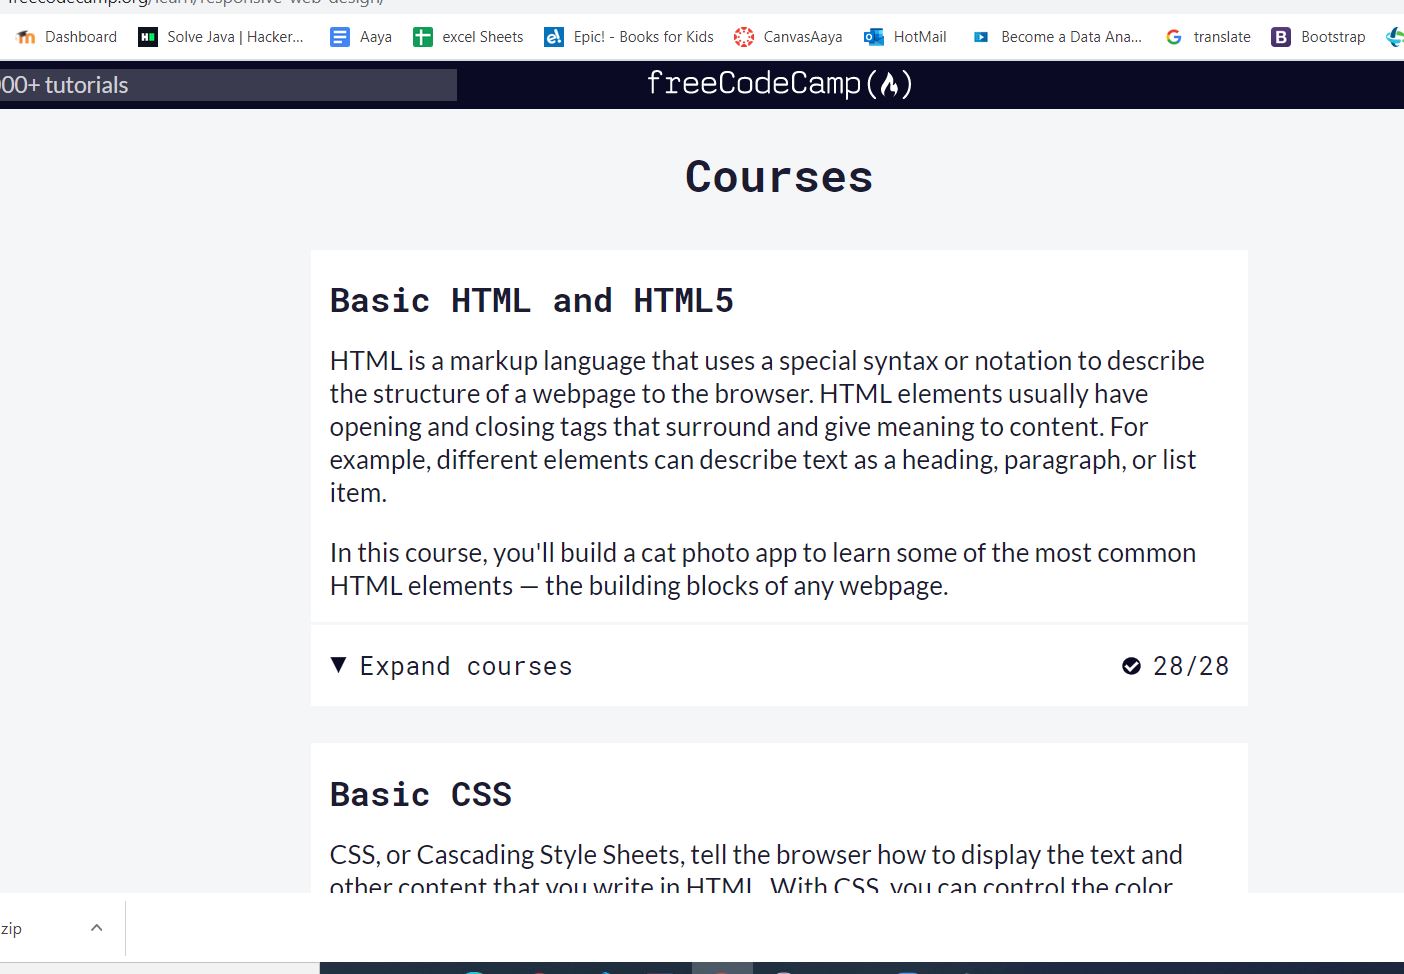 freecodecamp.org/learn/responsive-web-design/
Dashboard Solve Java | Hacker... Aaya excel Sheets Epic! - Books for Kids CanvasAaya HotMail Become a Data Ana... translate Bootstrap
00+ tutorials freeCodeCamp
Courses
Basic HTML and HTML5
HTML is a markup language that uses a special syntax or notation to describe
the structure of a webpage to the browser. HTML elements usually have
opening and closing tags that surround and give meaning to content. For
example, different elements can describe text as a heading, paragraph, or list
item.
In this course, you'll build a cat photo app to learn some of the most common
HTML elements — the building blocks of any webpage.
Expand courses 28/28
Basic CSS
CSS, or Cascading Style Sheets, tell the browser how to display the text and
other content that you write in HTML. With CSS, you can control the color,
zip